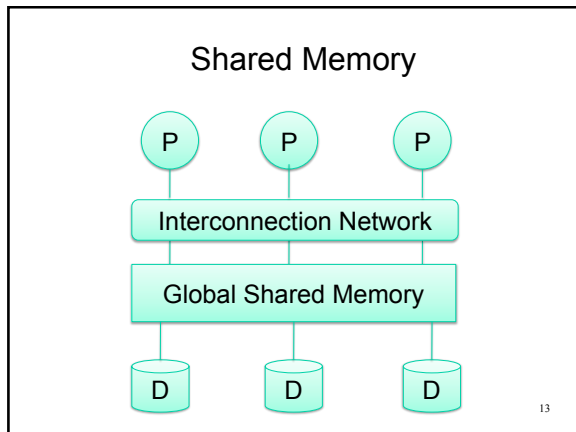 Shared Memory
P P P
Interconnection Network
Global Shared Memory
D D D
13